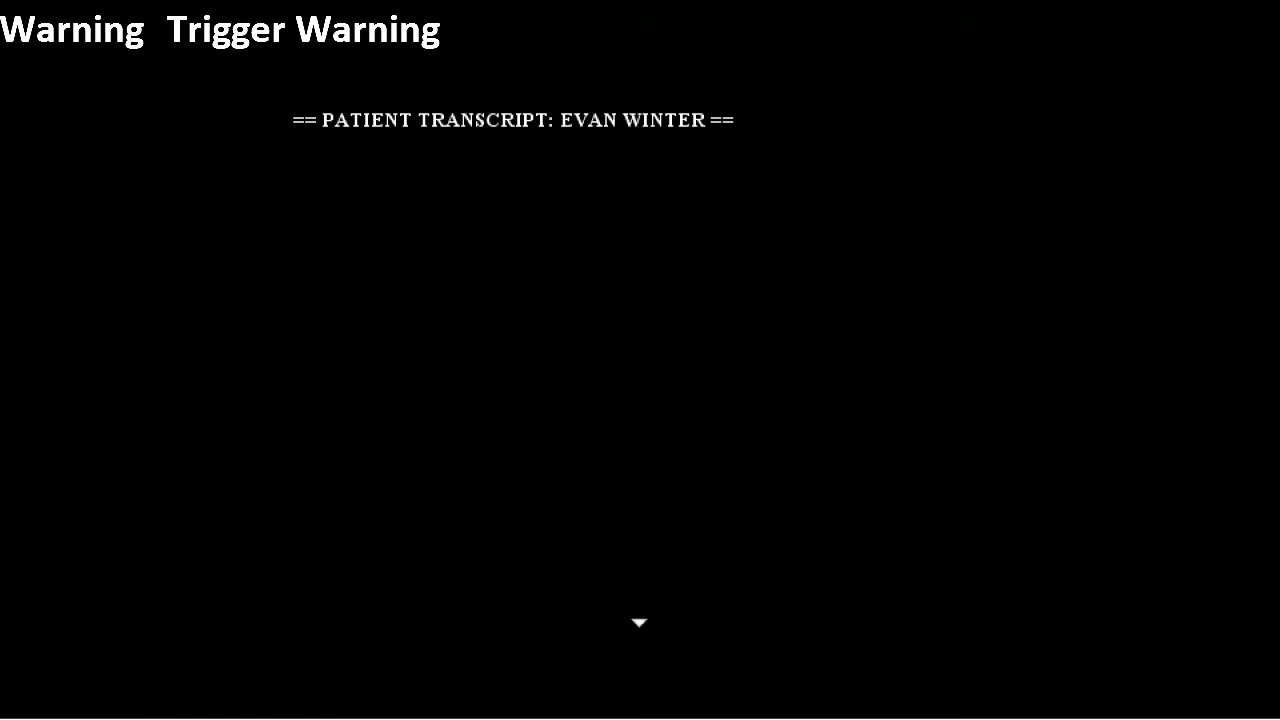 Warning  Trigger Warning
== PATIENT TRANSCRIPT: EVAN WINTER ==